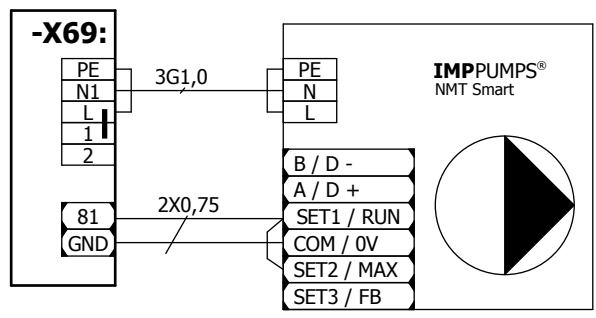 -X69:
PE
N1
L
1
2
81
GND
3G1,0
2X0,75
PE
N
L
B / D -
A / D +
SET1 / RUN
COM / 0V
SET2 / MAX
SET3 / FB
IMPPUMPS®
NMT Smart